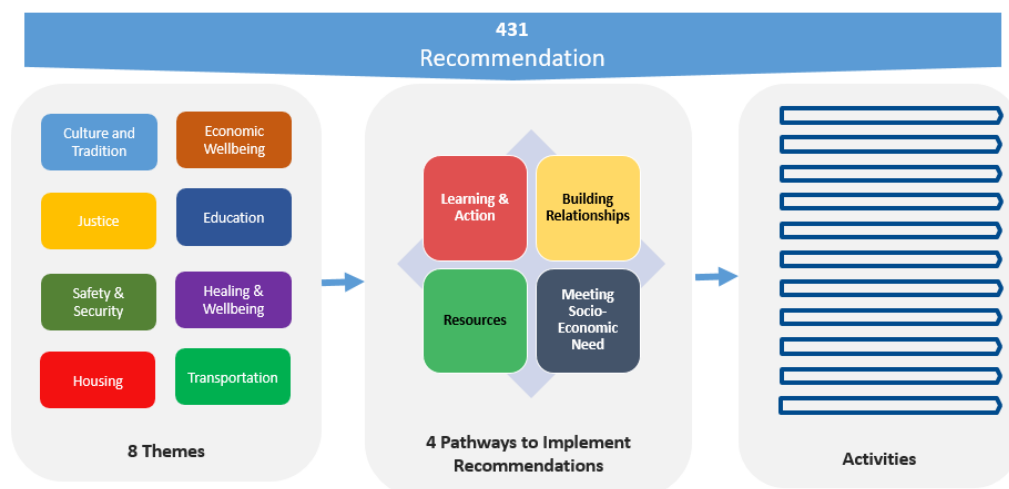 431
Recommendation
Culture and
Tradition
Economic
Wellbeing
Justice
Education
Safety &
Security
Healing &
Wellbeing
Housing
Transportation
8 Themes
Learning &
Action
Building
Relationships
Resources
Meeting
Socio-
Economic
Need
4 Pathways to Implement
Recommendations
Activities